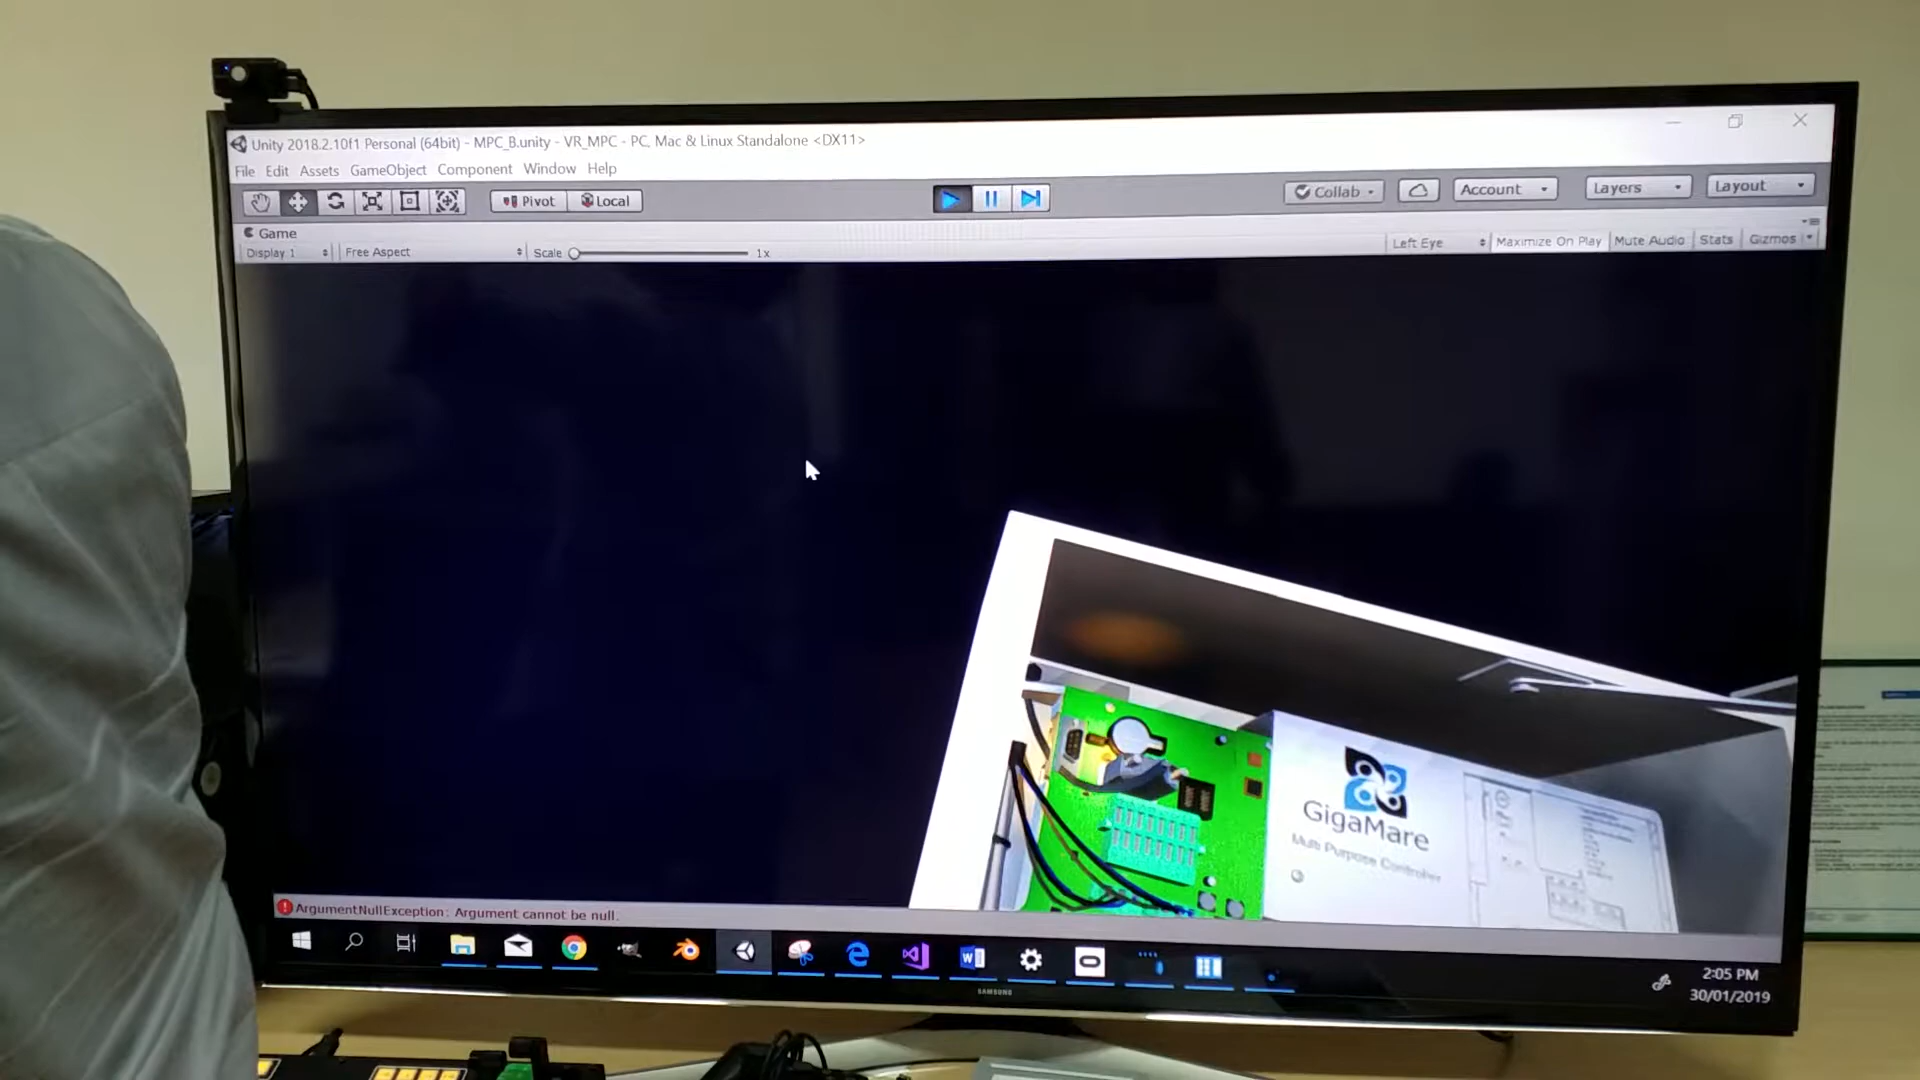 Unity 2018.2.10f1 Personal (64bit) - MPC_B.unity - VR_MPC - PC, Mac & Linux Standalone <DX11>
File Edit Assets GameObject Component Window Help
Pivot Local Collab Account Layers Layout
Game
Display 1 Free Aspect Scale 1x Left Eye Maximize On Play Mute Audio Stats Gizmos
GigaMare
Multi Purpose Controller
ArgumentNullException: Argument cannot be null.
2:05 PM
30/01/2019
SAMSUNG